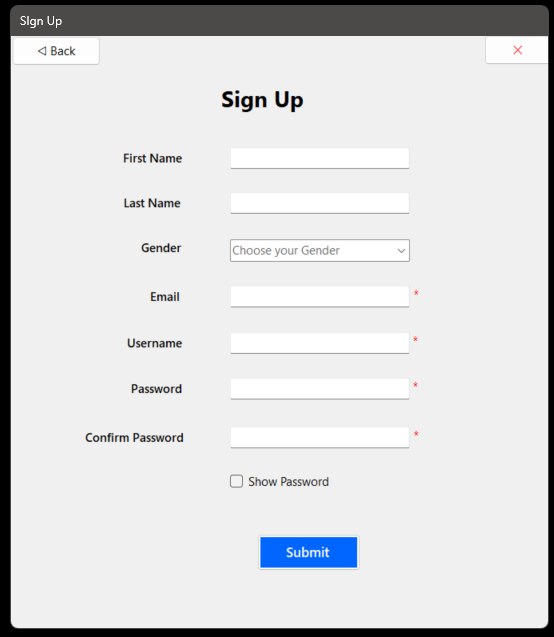 SIgn Up
Back
Sign Up
First Name
Last Name
Gender Choose your Gender
Email *
Username *
Password *
Confirm Password *
Show Password
Submit